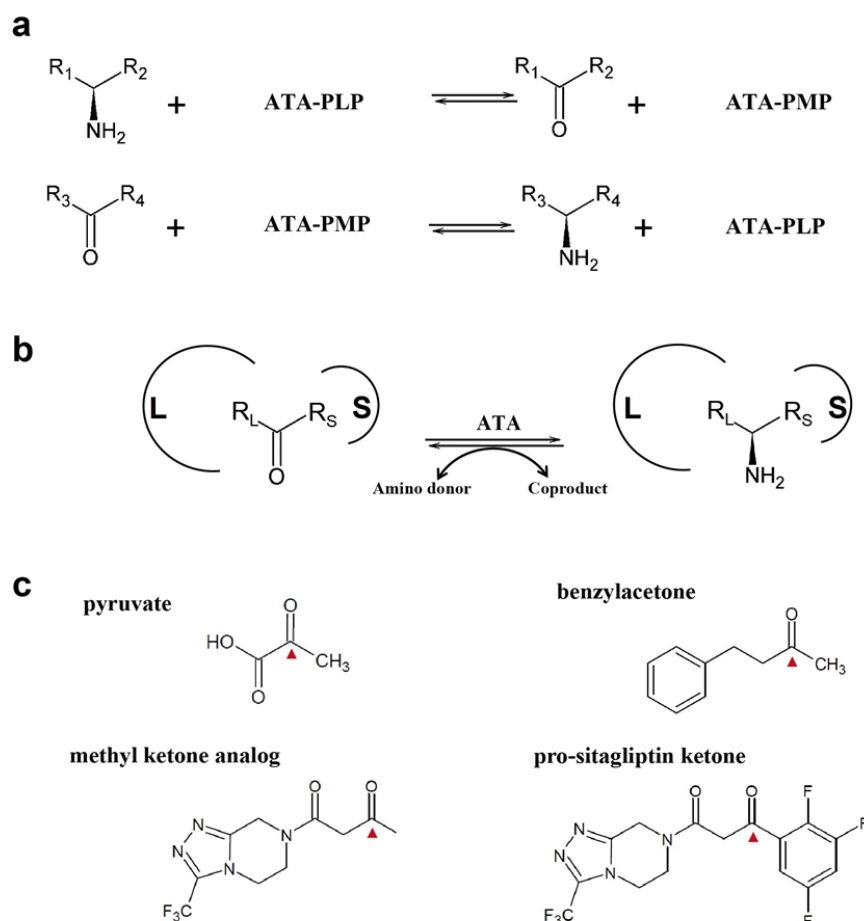 a
R1 R2 R1 R2
+ ATA-PLP + ATA-PMP
NH2 O
R3 R4 R3 R4
+ ATA-PMP + ATA-PLP
O NH2
b
L RL RS S ATA L RL RS S
O NH2
Amino donor Coproduct
c
pyruvate benzylacetone
O O
HO CH3 CH3
O
methyl ketone analog pro-sitagliptin ketone
O O O O F
N N N N F
N N N N
F3C F3C F